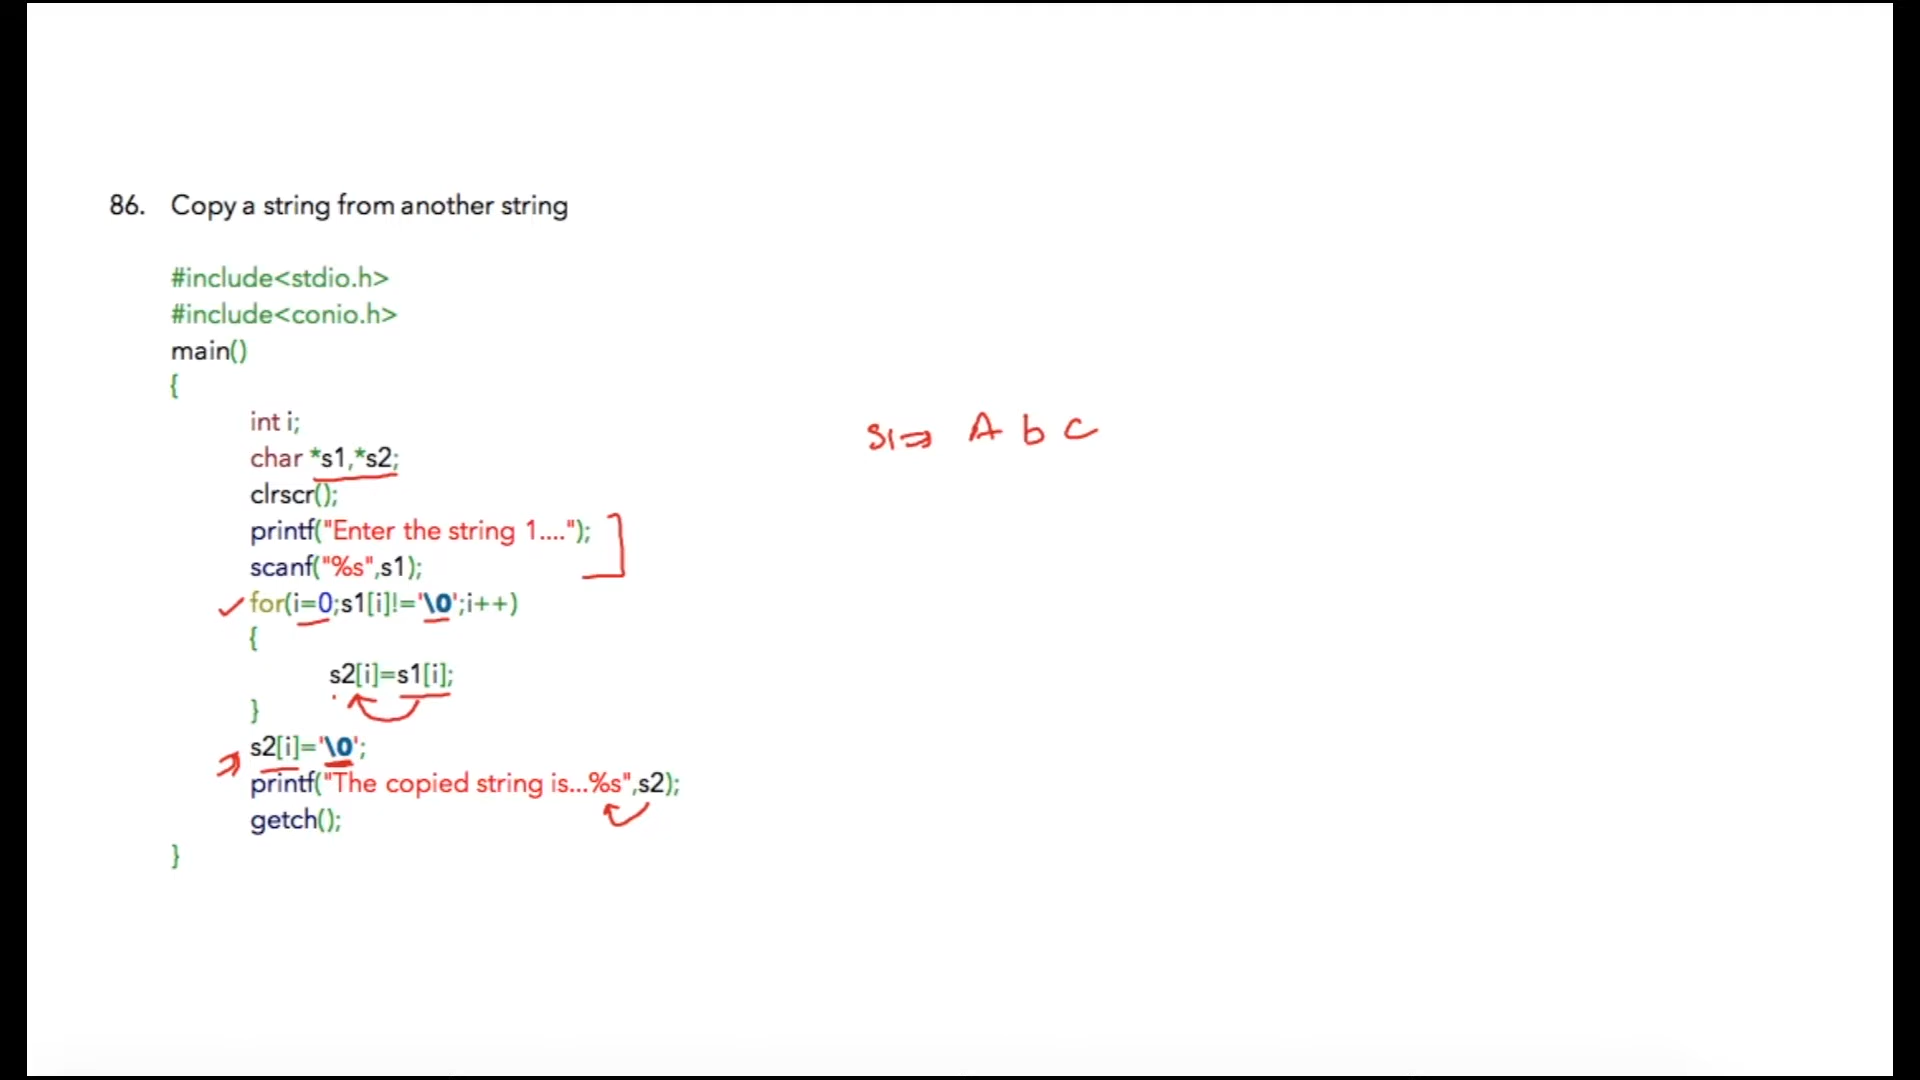 86. Copy a string from another string
#include<stdio.h>
#include<conio.h>
main()
{
int i;
char *s1,*s2;
S1⇒ A b c
clrscr();
printf("Enter the string 1....");
scanf("%s",s1);
for(i=0;s1[i]!='\0';i++)
{
s2[i]=s1[i];
}
s2[i]='\0';
printf("The copied string is...%s",s2);
getch();
}